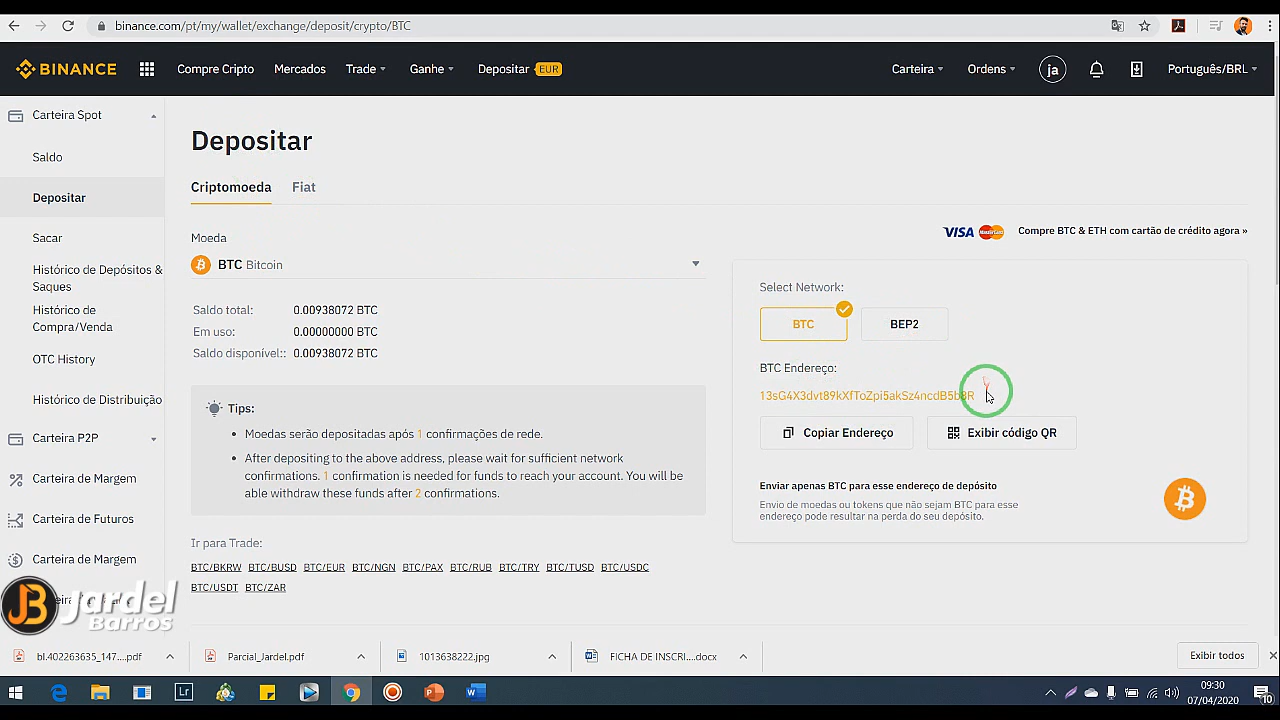 binance.com/pt/my/wallet/exchange/deposit/crypto/BTC
BINANCE
Compre Cripto
Mercados
Trade
Ganhe
Depositar EUR
Carteira
Ordens
ja
Português/BRL
Carteira Spot
Saldo
Depositar
Sacar
Histórico de Depósitos &
Saques
Histórico de
Compra/Venda
OTC History
Histórico de Distribuição
Carteira P2P
Carteira de Margem
Carteira de Futuros
Carteira de Margem
Depositar
Criptomoeda
Fiat
Moeda
BTC Bitcoin
Saldo total: 0.00938072 BTC
Em uso: 0.00000000 BTC
Saldo disponível:: 0.00938072 BTC
Tips:
Moedas serão depositadas após 1 confirmações de rede.
After depositing to the above address, please wait for sufficient network
confirmations. 1 confirmation is needed for funds to reach your account. You will be
able withdraw these funds after 2 confirmations.
Ir para Trade:
BTC/BKRW BTC/BUSD BTC/EUR BTC/NGN BTC/PAX BTC/RUB BTC/TRY BTC/TUSD BTC/USDC
BTC/USDT BTC/ZAR
VISA MasterCard Compre BTC & ETH com cartão de crédito agora »
Select Network:
BTC
BEP2
BTC Endereço:
Copiar Endereço
Exibir código QR
Enviar apenas BTC para esse endereço de depósito
Envio de moedas ou tokens que não sejam BTC para esse
endereço pode resultar na perda do seu depósito.
JB Jardel
Barros
bl.402263635_147....pdf
Parcial_Jardel.pdf
1013638222.jpg
FICHA DE INSCRI....docx
Exibir todos
Lr
09:30
07/04/2020
10